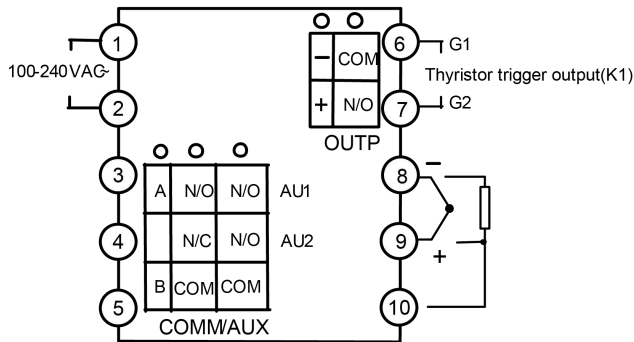 1
6
G1
100-240VAC~
− COM
Thyristor trigger output(K1)
2
+ N/O
7
G2
OUTP
3
8
−
A N/O N/O AU1
4
N/C N/O AU2
9
+
B COM COM
5
10
COMM/AUX